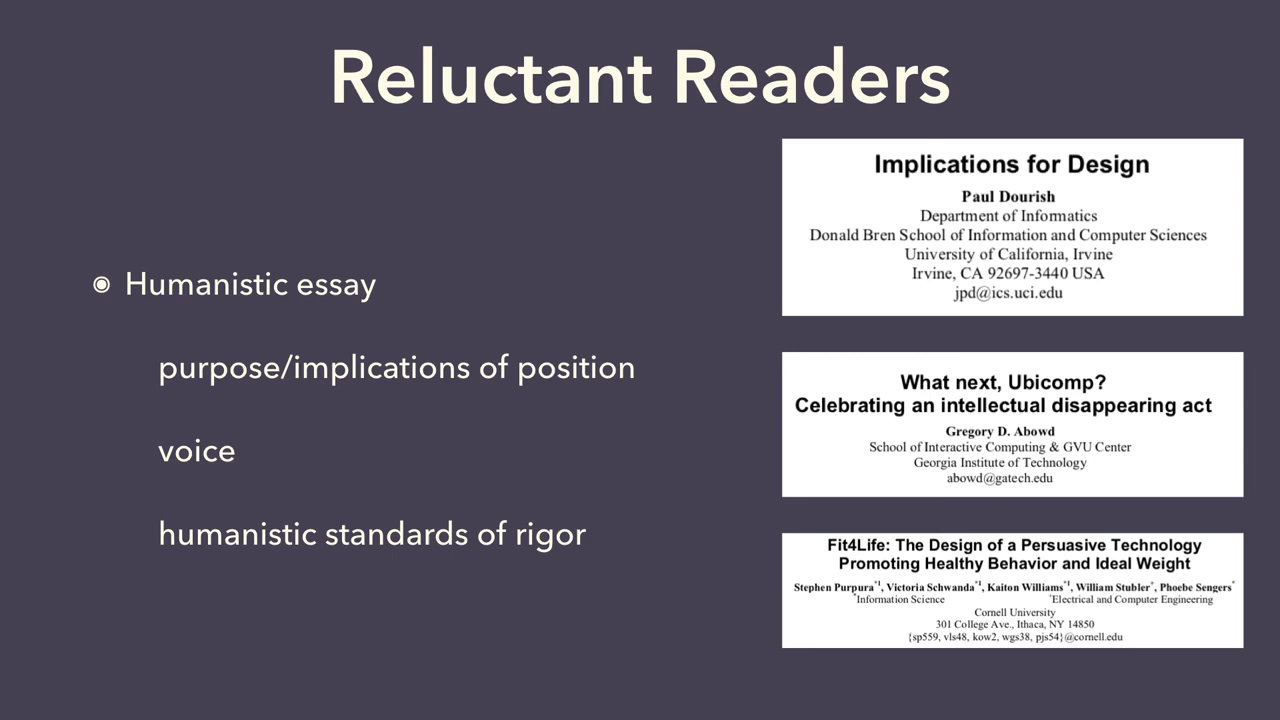 Reluctant Readers
Humanistic essay
purpose/implications of position
voice
humanistic standards of rigor
Implications for Design
Paul Dourish
Department of Informatics
Donald Bren School of Information and Computer Sciences
University of California, Irvine
Irvine, CA 92697-3440 USA
jpd@ics.uci.edu
What next, Ubicomp?
Celebrating an intellectual disappearing act
Gregory D. Abowd
School of Interactive Computing & GVU Center
Georgia Institute of Technology
abowd@gatech.edu
Fit4Life: The Design of a Persuasive Technology
Promoting Healthy Behavior and Ideal Weight
Stephen Purpura*1, Victoria Schwanda*1, Kaiton Williams*1, William Stubler+, Phoebe Sengers*
*Information Science +Electrical and Computer Engineering
Cornell University
301 College Ave., Ithaca, NY 14850
{sp559, vls48, kow2, wgs38, pjs54}@cornell.edu